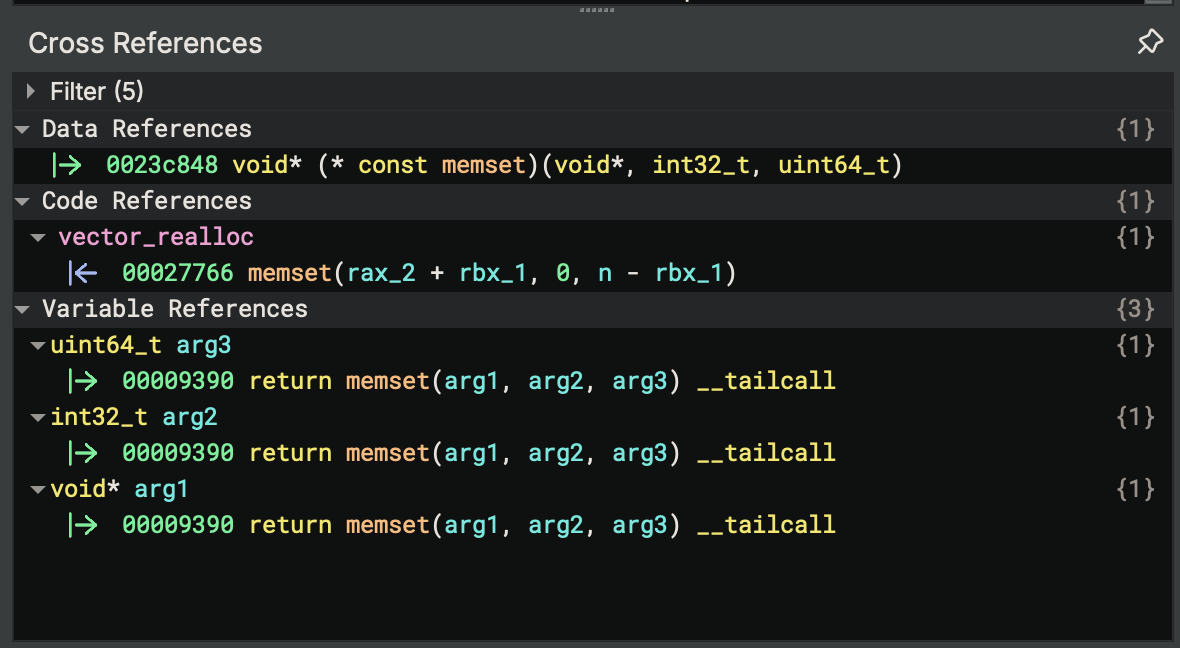 Cross References
Filter (5)
Data References {1}
0023c848 void* (* const memset)(void*, int32_t, uint64_t)
Code References {1}
vector_realloc {1}
00027766 memset(rax_2 + rbx_1, 0, n - rbx_1)
Variable References {3}
uint64_t arg3 {1}
00009390 return memset(arg1, arg2, arg3) __tailcall
int32_t arg2 {1}
00009390 return memset(arg1, arg2, arg3) __tailcall
void* arg1 {1}
00009390 return memset(arg1, arg2, arg3) __tailcall